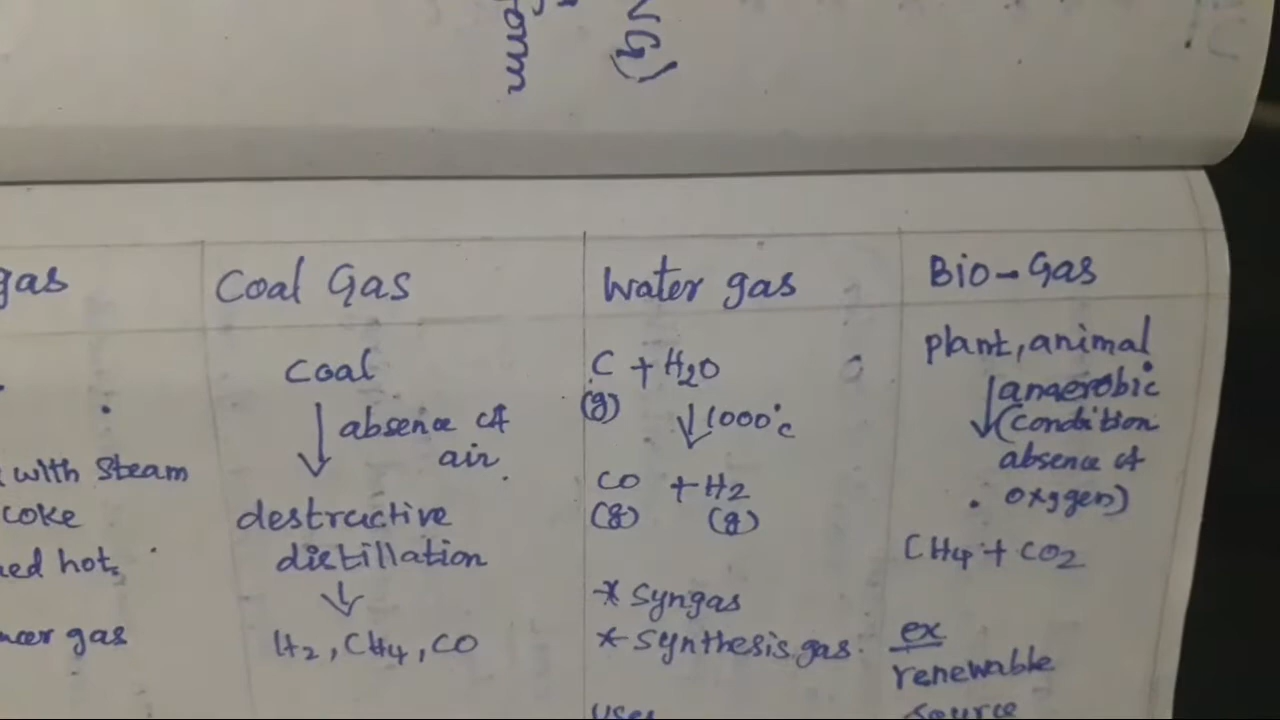 gas
with Steam
coke
hot
gas
Coal Gas
coal
absence of
air
destructive
distillation
H2, CH4, CO
Water gas
C + H2O
(g)
1000°c
CO + H2
(g) (g)
* Syngas
* Synthesis gas
uses
Bio-Gas
plant, animal
anaerobic
(condition
absence of
oxygen)
CH4 + CO2
ex
renewable
source